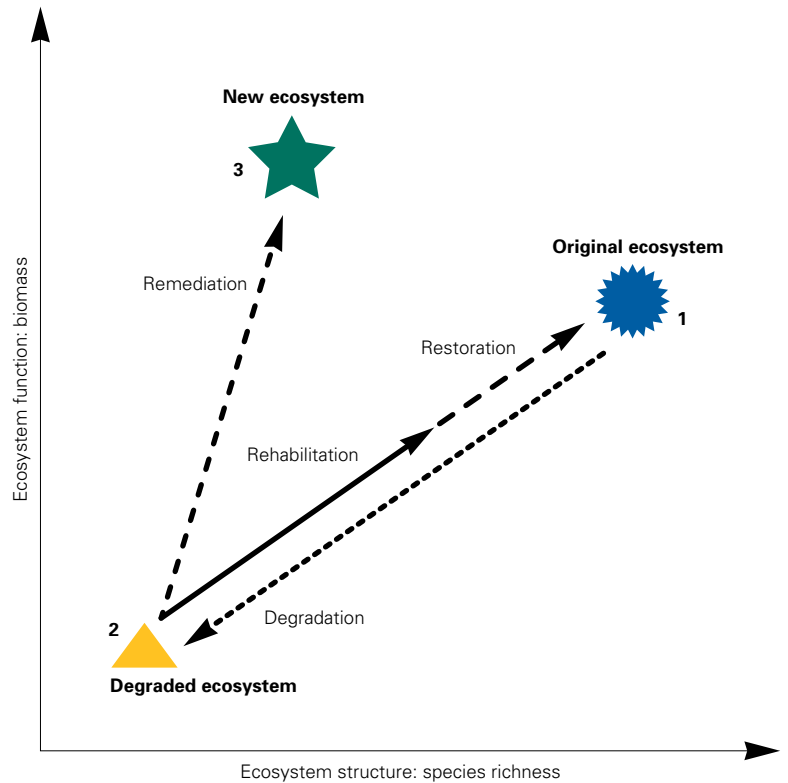 New ecosystem
3
Original ecosystem
Remediation
1
Restoration
Ecosystem function: biomass
Rehabilitation
Degradation
2
Degraded ecosystem
Ecosystem structure: species richness